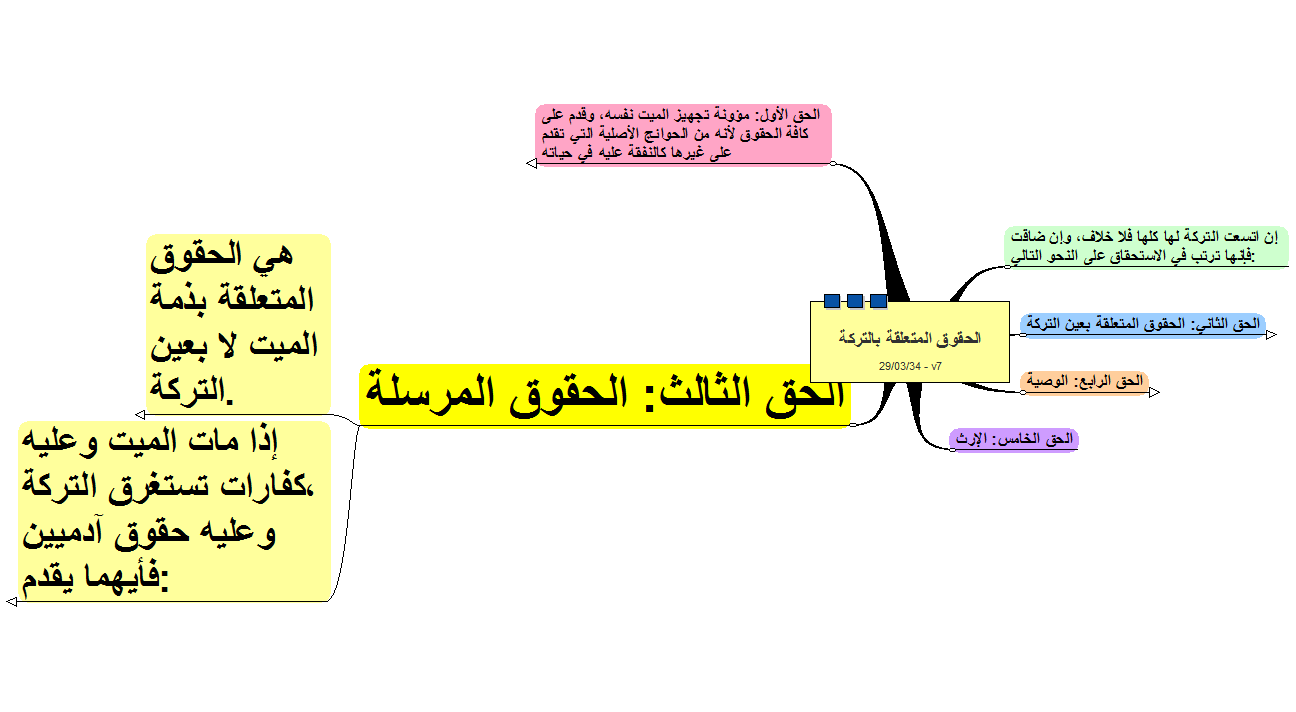 الحق الأول: مؤونة تجهيز الميت نفسه، وقدم على
كافة الحقوق لأنه من الحوائج الأصلية التي تقدم
على غيرها كالنفقة عليه في حياته
إن اتسعت التركة لها كلها فلا خلاف، وإن ضاقت
فإنها ترتب في الاستحقاق على النحو التالي:
الحقوق المتعلقة بالتركة
29/03/34 - v7
الحق الثاني: الحقوق المتعلقة بعين التركة
الحق الثالث: الحقوق المرسلة
هي الحقوق
المتعلقة بذمة
الميت لا بعين
التركة.
إذا مات الميت وعليه
كفارات تستغرق التركة،
وعليه حقوق آدميين
فأيهما يقدم:
الحق الرابع: الوصية
الحق الخامس: الإرث